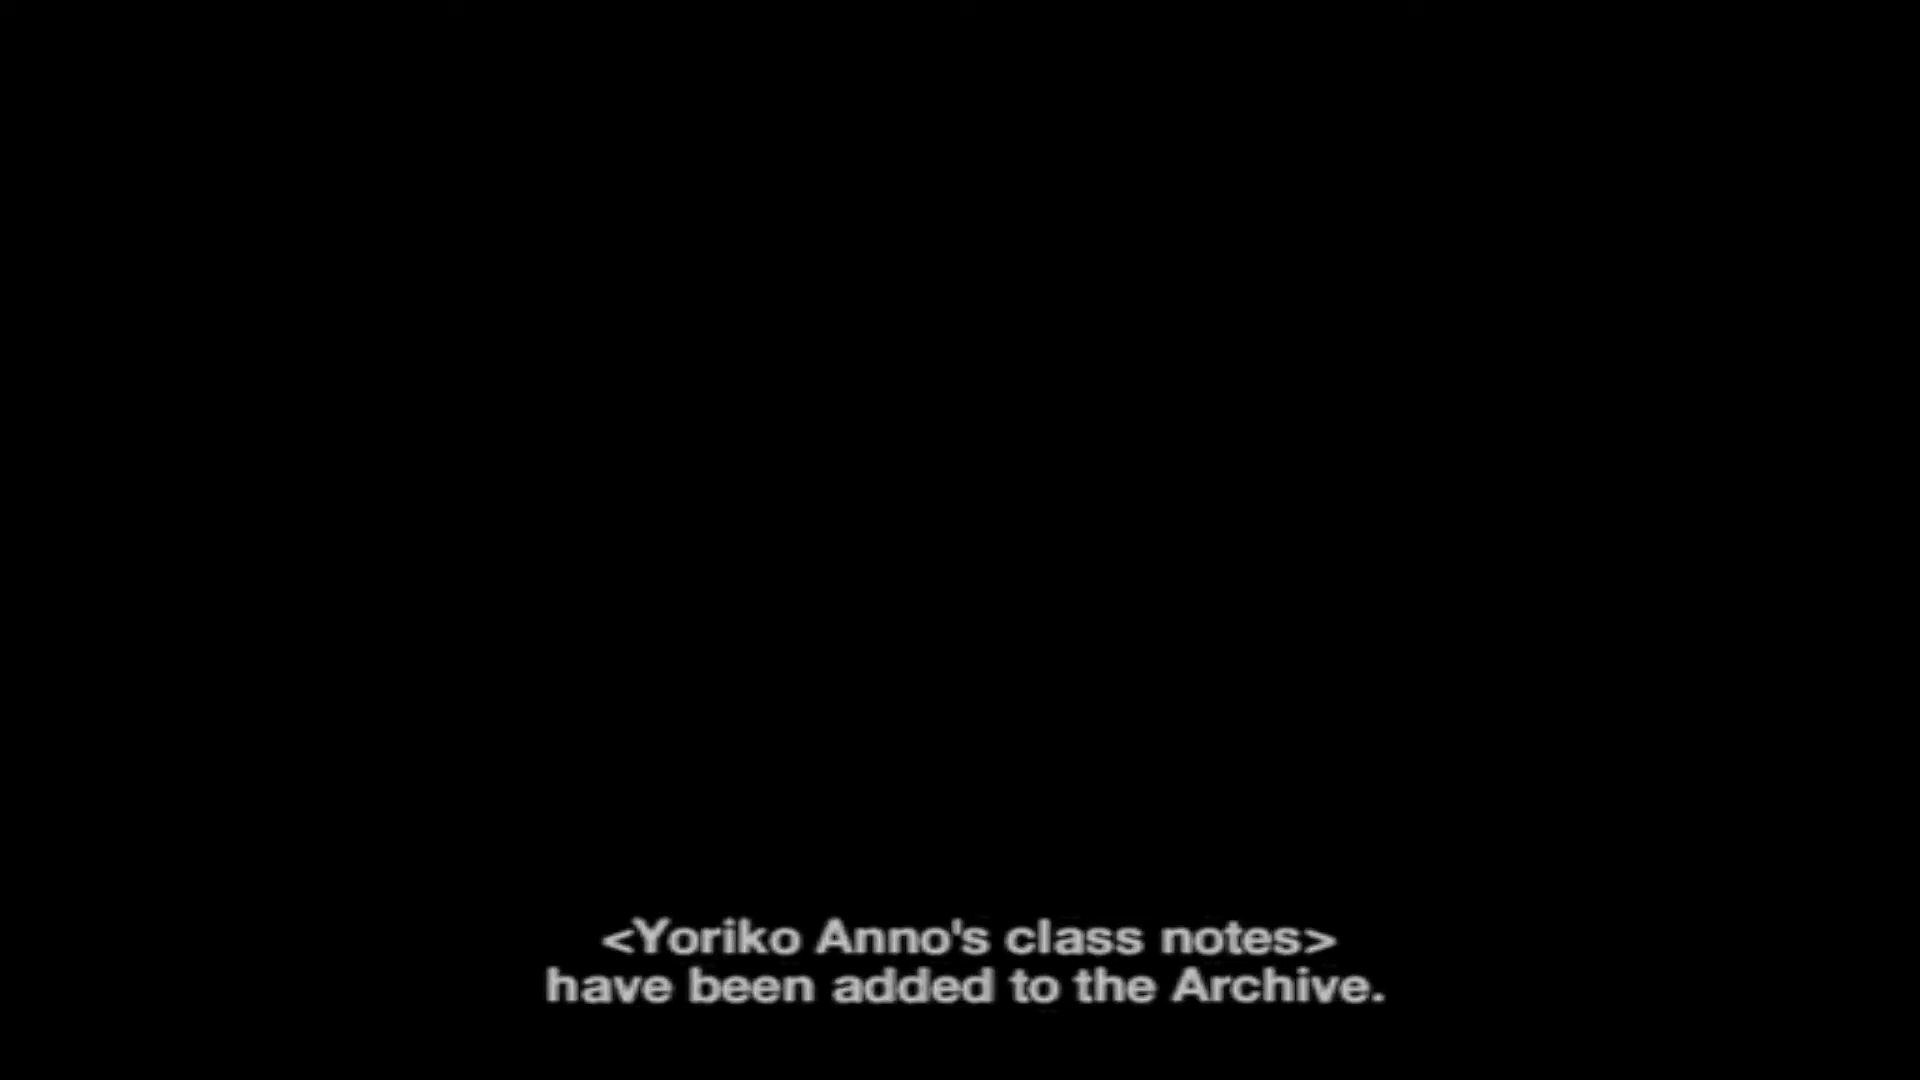 <Yoriko Anno's class notes>
have been added to the Archive.